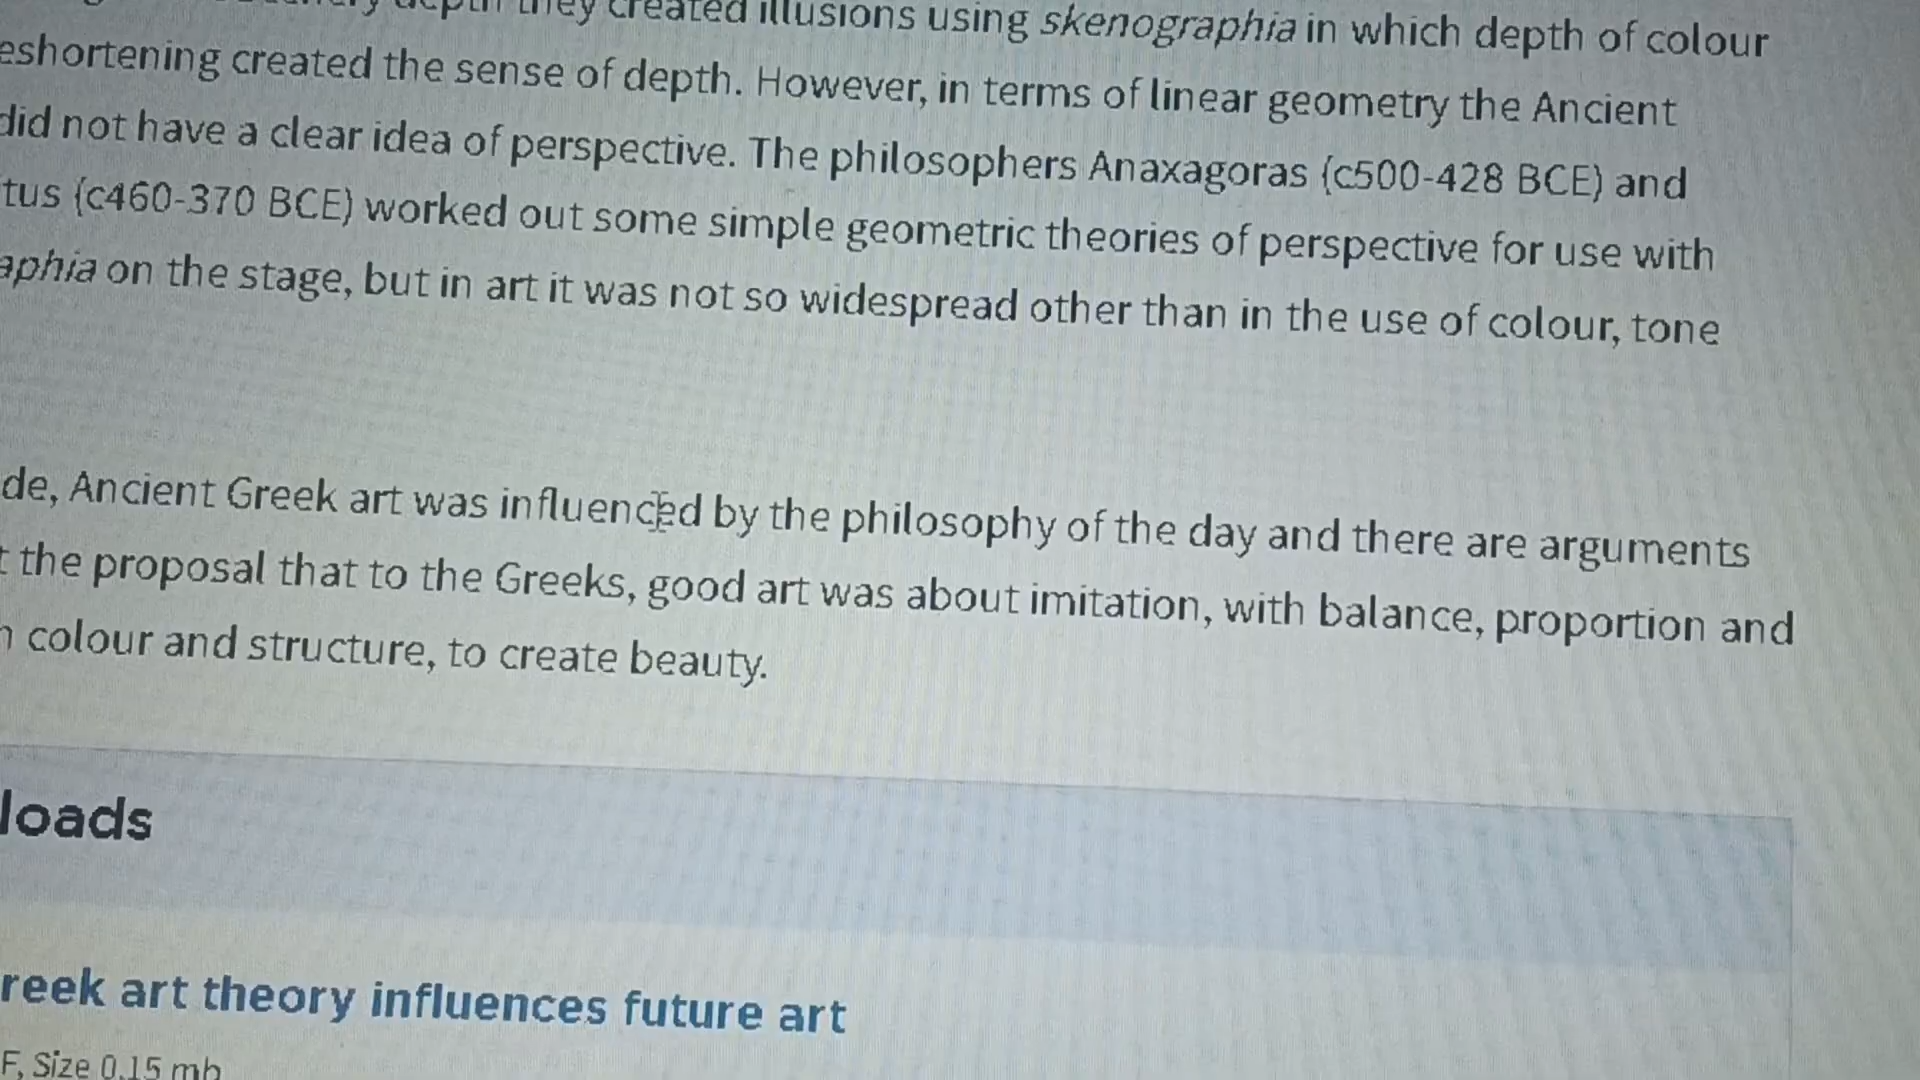 they created illusions using skenographia in which depth of colour
eshortening created the sense of depth. However, in terms of linear geometry the Ancient
did not have a clear idea of perspective. The philosophers Anaxagoras (c500-428 BCE) and
tus (c460-370 BCE) worked out some simple geometric theories of perspective for use with
aphia on the stage, but in art it was not so widespread other than in the use of colour, tone
de, Ancient Greek art was influenced by the philosophy of the day and there are arguments
t the proposal that to the Greeks, good art was about imitation, with balance, proportion and
n colour and structure, to create beauty.
loads
reek art theory influences future art
F, Size 0.15 mb